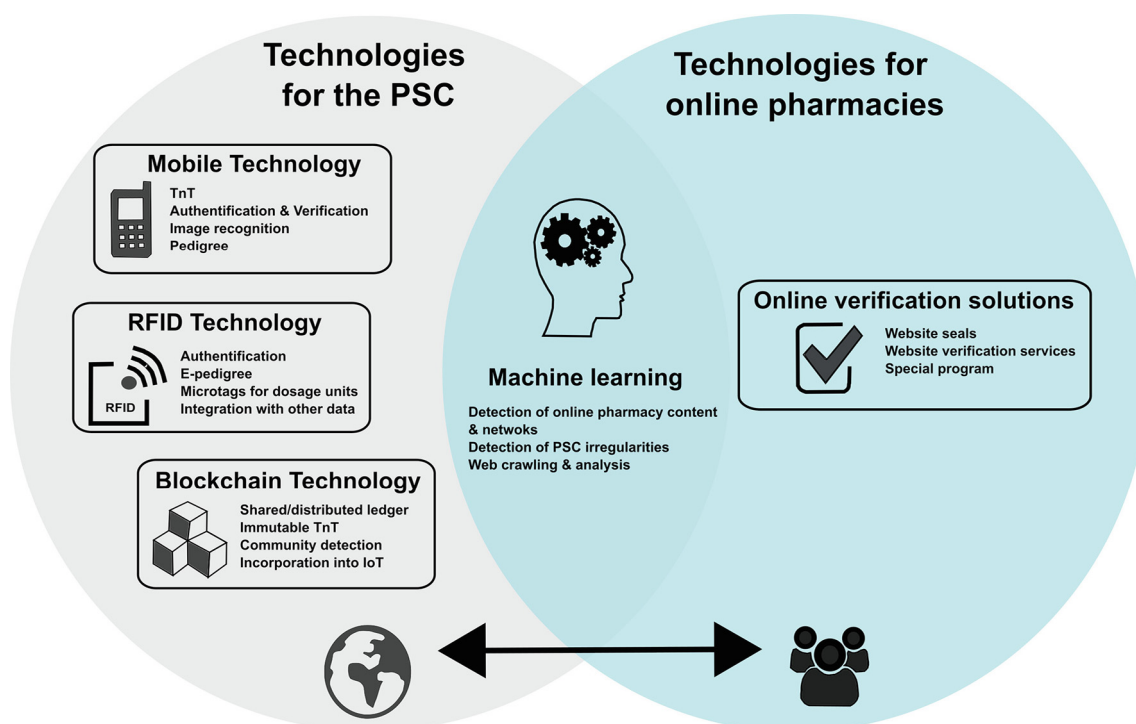 Technologies
for the PSC
Technologies for
online pharmacies
Mobile Technology
TnT
Authentification & Verification
Image recognition
Pedigree
RFID Technology
RFID
Authentification
E-pedigree
Microtags for dosage units
Integration with other data
Blockchain Technology
Shared/distributed ledger
Immutable TnT
Community detection
Incorporation into IoT
Machine learning
Detection of online pharmacy content
& netwoks
Detection of PSC irregularities
Web crawling & analysis
Online verification solutions
Website seals
Website verification services
Special program